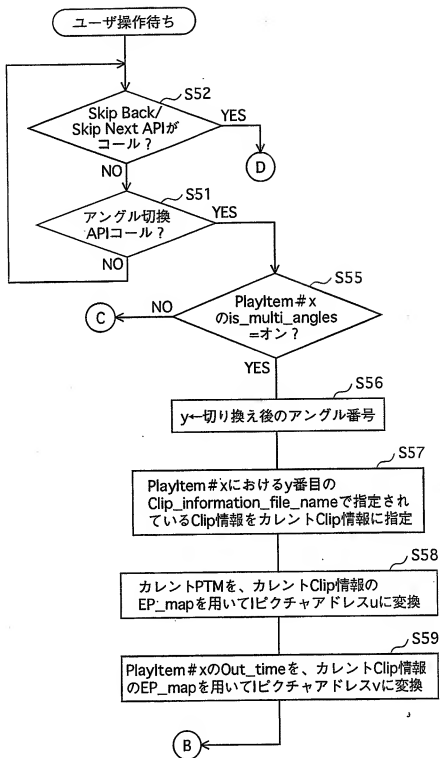 ユーザ操作待ち
S52
Skip Back/
Skip Next APIが
コール？
YES
D
NO
S51
アングル切換
APIコール？
YES
NO
S55
PlayItem＃x
のis_multi_angles
=オン？
NO
C
YES
S56
y←切り換え後のアングル番号
S57
PlayItem＃xにおけるy番目の
Clip_information_file_nameで指定され
ているClip情報をカレントClip情報に指定
S58
カレントPTMを、カレントClip情報の
EP_mapを用いてIピクチャアドレスuに変換
S59
PlayItem＃xのOut_timeを、カレントClip情報
のEP_mapを用いてIピクチャアドレスvに変換
B